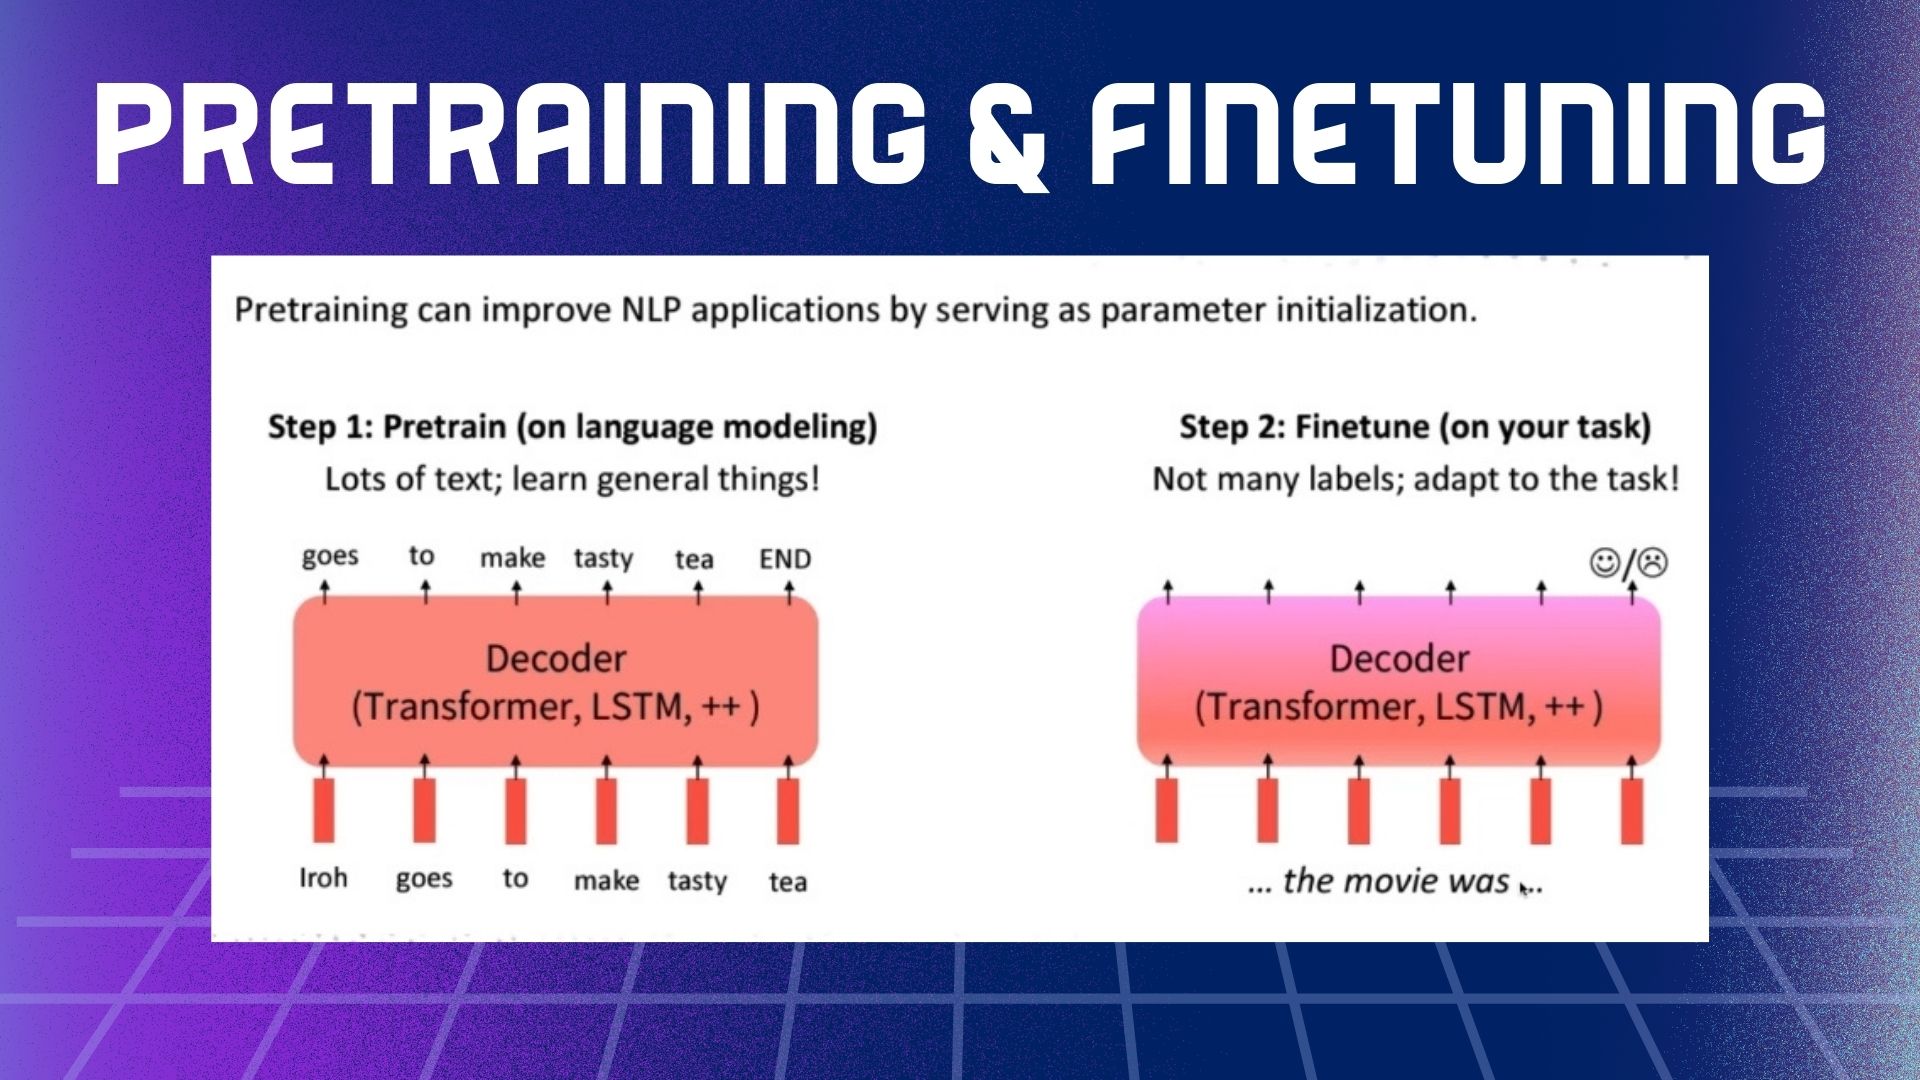 PRETRAINING & FINETUNING
Pretraining can improve NLP applications by serving as parameter initialization.
Step 1: Pretrain (on language modeling)
Lots of text; learn general things!
goes to make tasty tea END
Decoder
(Transformer, LSTM, ++ )
Iroh goes to make tasty tea
Step 2: Finetune (on your task)
Not many labels; adapt to the task!
☺/☹
Decoder
(Transformer, LSTM, ++ )
... the movie was ...